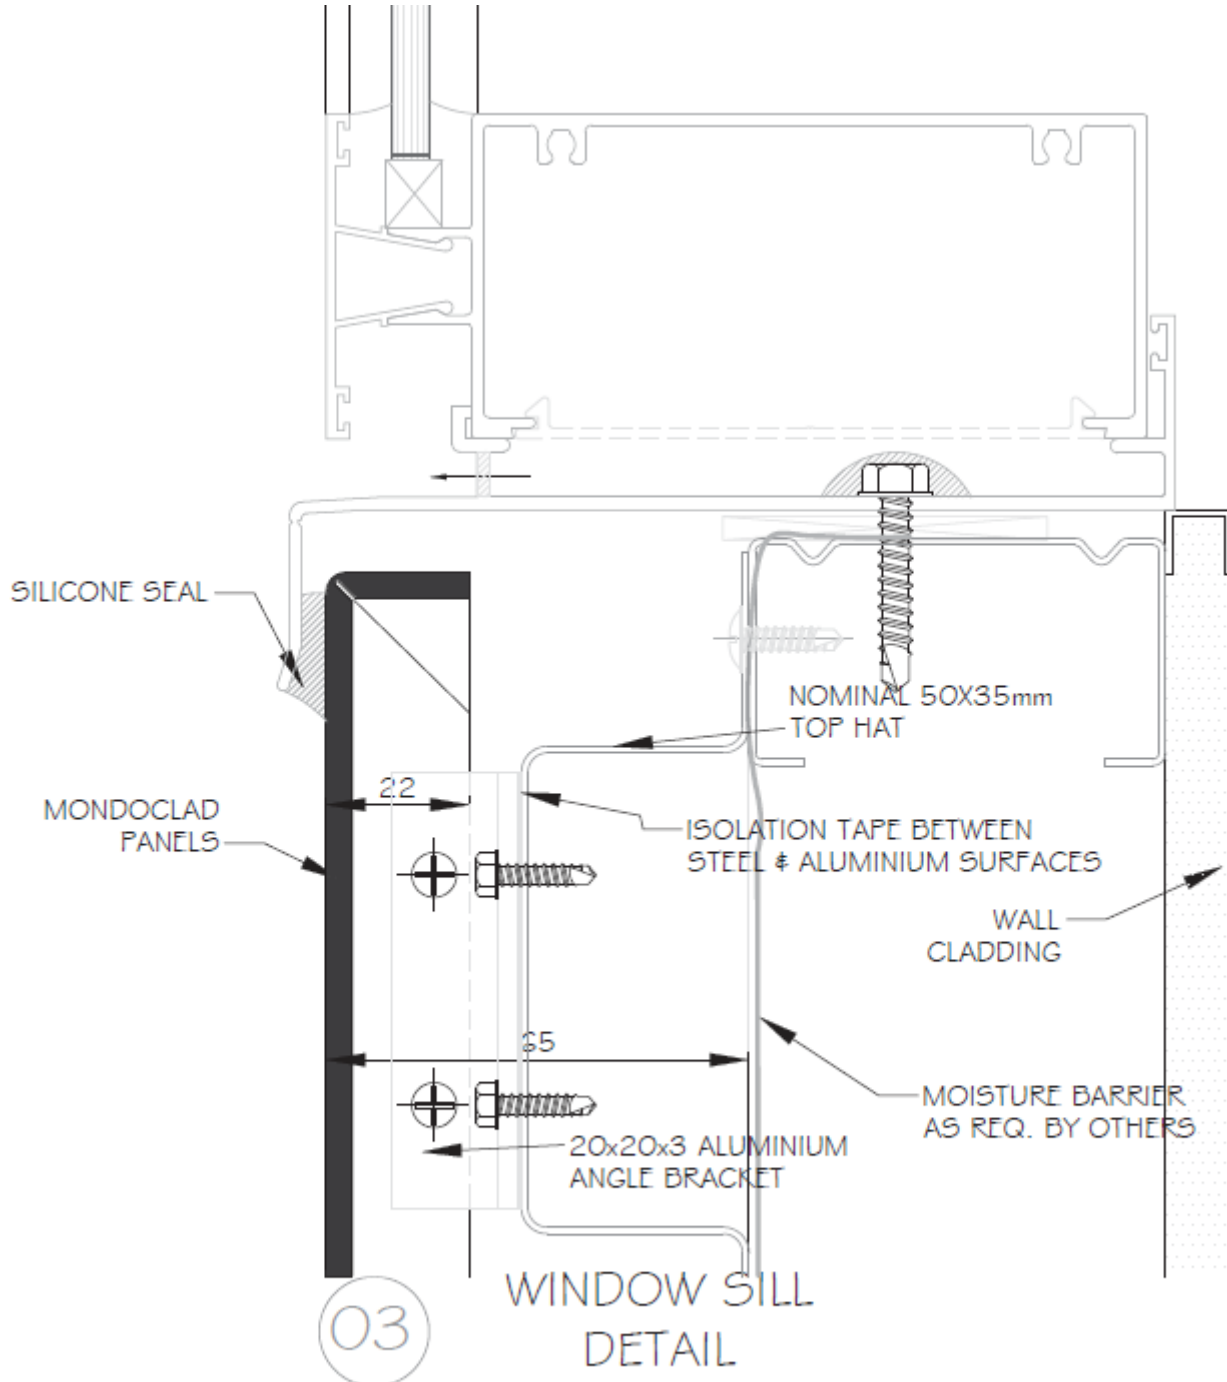 SILICONE SEAL
NOMINAL 50X35mm
TOP HAT
22
MONDOCLAD
PANELS
ISOLATION TAPE BETWEEN
STEEL & ALUMINIUM SURFACES
WALL
CLADDING
65
MOISTURE BARRIER
AS REQ. BY OTHERS
20x20x3 ALUMINIUM
ANGLE BRACKET
03
WINDOW SILL
DETAIL